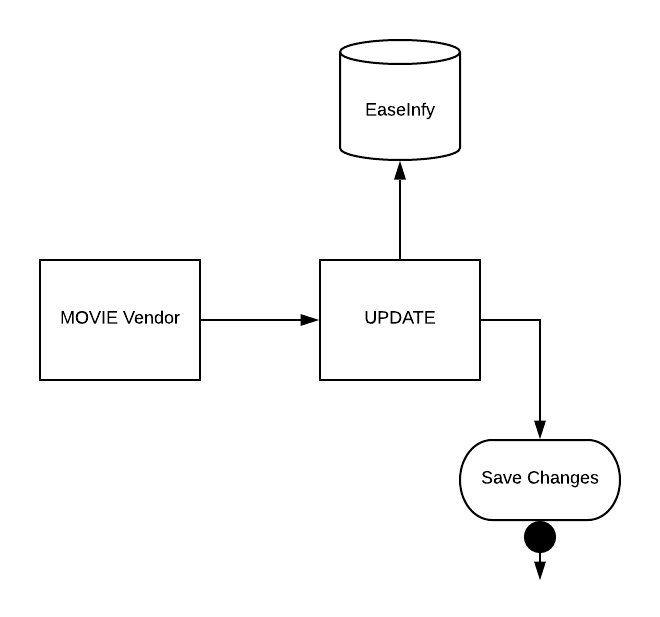 EaseInfy
MOVIE Vendor
UPDATE
Save Changes